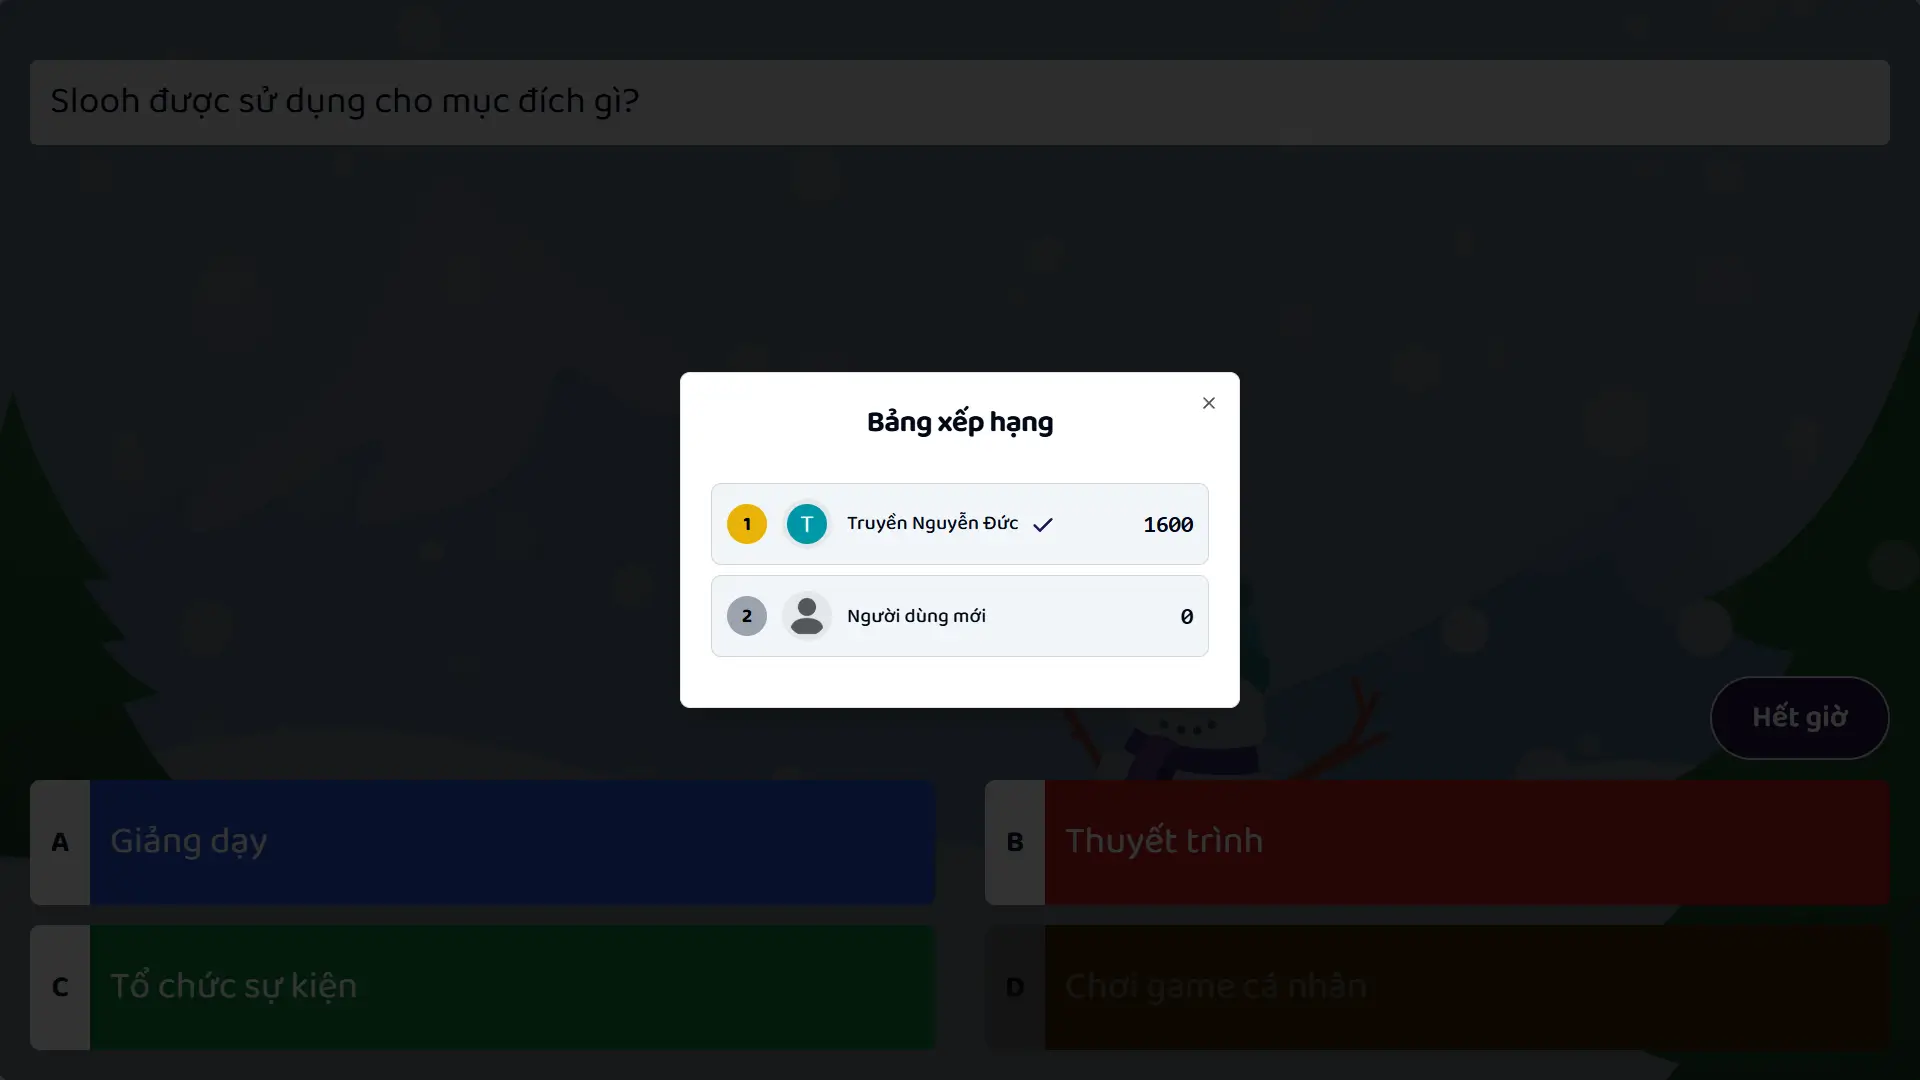 Slooh được sử dụng cho mục đích gì?
Bảng xếp hạng
1 T Truyền Nguyễn Đức 1600
2 Người dùng mới 0
Hết giờ
A Giảng dạy
B Thuyết trình
C Tổ chức sự kiện
D Chơi game cá nhân